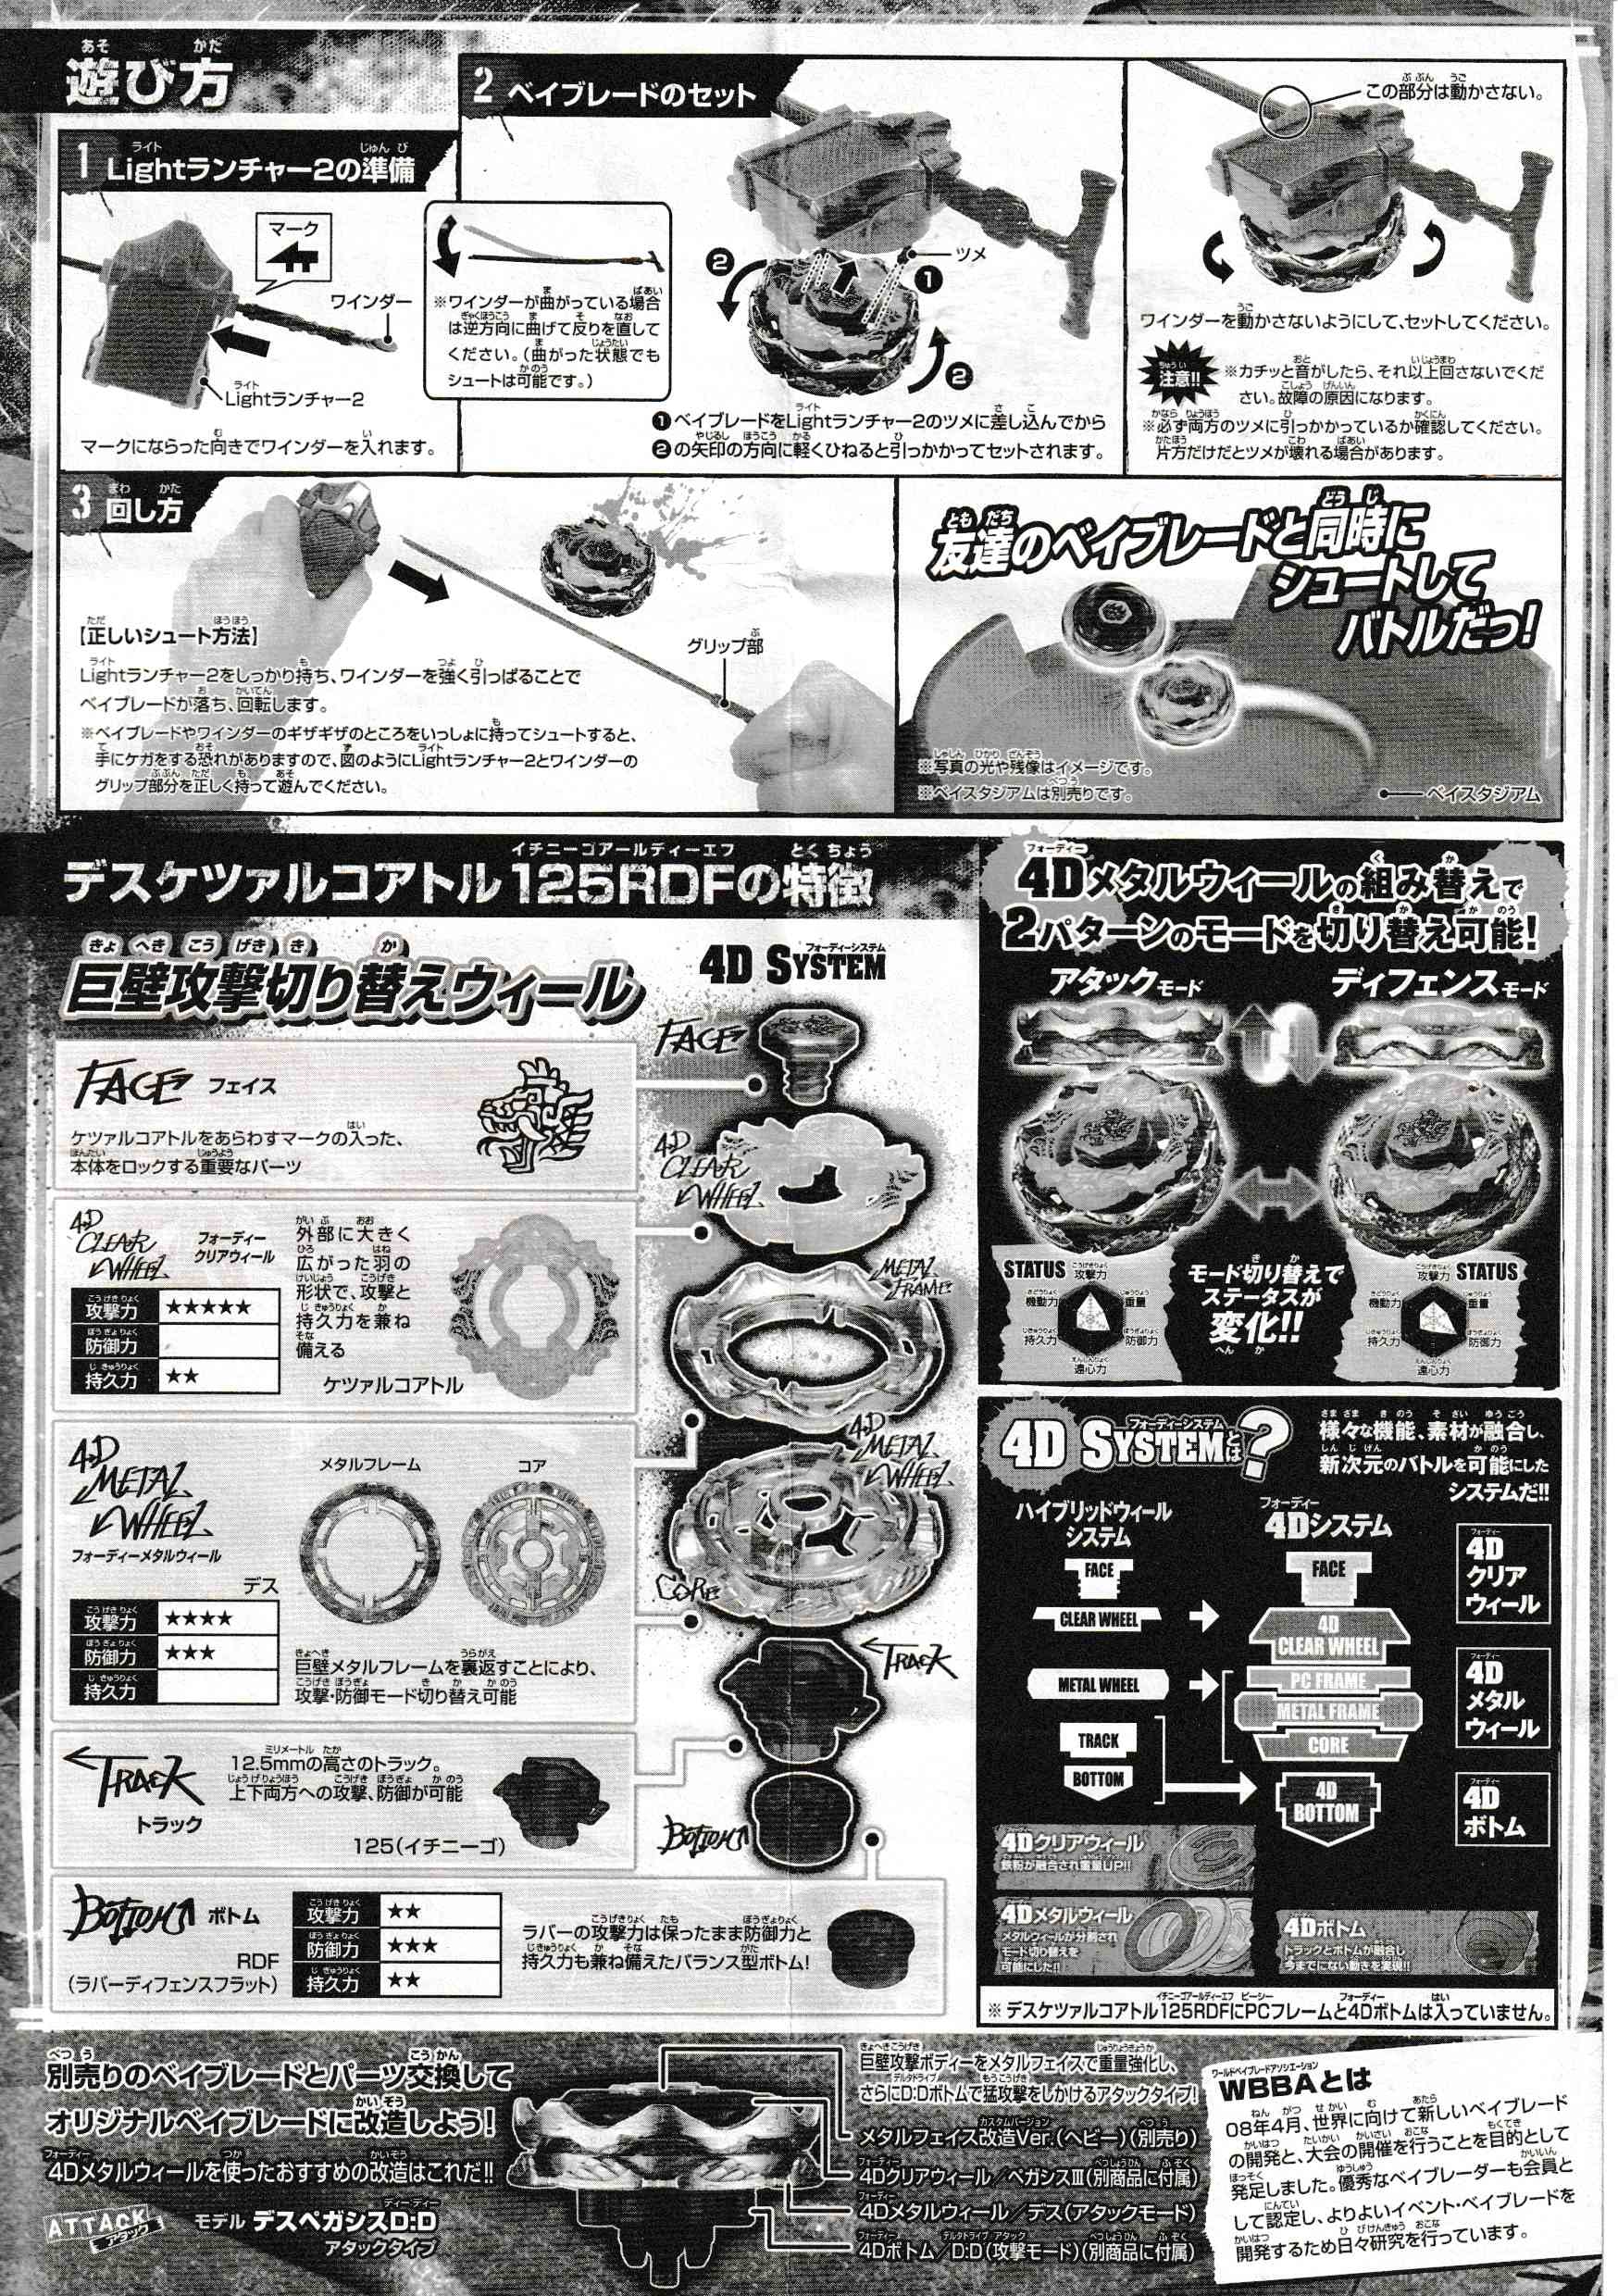 遊び方
1 Lightランチャー2の準備
マーク
ワインダー
Lightランチャー2
マークにならった向きでワインダーを入れます。
※ワインダーが曲がっている場合
は逆方向に曲げて反りを直して
ください。(曲がった状態でも
シュートは可能です。)
2 ベイブレードのセット
ツメ
❶
❷
❷
❶ベイブレードをLightランチャー2のツメに差し込んでから
❷の矢印の方向に軽くひねると引っかかってセットされます。
この部分は動かさない。
ワインダーを動かさないようにして、セットしてください。
注意!!
※カチッと音がしたら、それ以上回さないでくだ
さい。故障の原因になります。
※必ず両方のツメに引っかかっているか確認してください。
片方だけだとツメが壊れる場合があります。
3 回し方
【正しいシュート方法】
Lightランチャー2をしっかり持ち、ワインダーを強く引っぱることで
ベイブレードが落ち、回転します。
※ベイブレードやワインダーのギザギザのところをいっしょに持ってシュートすると、
手にケガをする恐れがありますので、図のようにLightランチャー2とワインダーの
グリップ部分を正しく持って遊んでください。
グリップ部
友達のベイブレードと同時に
シュートして
バトルだっ!
※写真の光や残像はイメージです。
※ベイスタジアムは別売りです。
ベイスタジアム
デスケツァルコアトル125RDFの特徴
巨壁攻撃切り替えウィール
4D SYSTEM
FACE フェイス
ケツァルコアトルをあらわすマークの入った、
本体をロックする重要なパーツ
4D CLEAR WHEEL
フォーディー
クリアウィール
攻撃力 ★★★★★
防御力
持久力 ★★
外部に大きく
広がった羽の
形状で、攻撃と
持久力を兼ね
備える
ケツァルコアトル
4D METAL WHEEL
フォーディーメタルウィール
デス
攻撃力 ★★★★
防御力 ★★★
持久力
メタルフレーム
コア
巨壁メタルフレームを裏返すことにより、
攻撃・防御モード切り替え可能
TRACK
トラック
12.5mmの高さのトラック。
上下両方への攻撃、防御が可能
125(イチニーゴ)
BOTTOM ボトム
RDF
(ラバーディフェンスフラット)
攻撃力 ★★
防御力 ★★★
持久力 ★★
ラバーの攻撃力は保ったまま防御力と
持久力も兼ね備えたバランス型ボトム!
FACE
4D CLEAR WHEEL
METAL FRAME
4D METAL WHEEL
CORE
TRACK
BOTTOM
4Dメタルウィールの組み替えで
2パターンのモードを切り替え可能!
アタックモード
ディフェンスモード
STATUS
攻撃力
重量
防御力
遠心力
持久力
機動力
モード切り替えで
ステータスが
変化!!
STATUS
攻撃力
重量
防御力
遠心力
持久力
機動力
4D SYSTEMとは?
様々な機能、素材が融合し、
新次元のバトルを可能にした
システムだ!!
ハイブリッドウィール
システム
FACE
CLEAR WHEEL
METAL WHEEL
TRACK
BOTTOM
4Dシステム
FACE
4D
CLEAR WHEEL
PC FRAME
METAL FRAME
CORE
4D
BOTTOM
4D
クリア
ウィール
4D
メタル
ウィール
4D
ボトム
4Dクリアウィール
鉄粉が融合され重量UP!!
4Dメタルウィール
メタルウィールが分割され
モード切り替えを
可能にした!!
4Dボトム
トラックとボトムが融合し
今までにない動きを実現!!
※デスケツァルコアトル125RDFにPCフレームと4Dボトムは入っていません。
別売りのベイブレードとパーツ交換して
オリジナルベイブレードに改造しよう!
4Dメタルウィールを使ったおすすめの改造はこれだ!!
ATTACK
アタック
モデル デスペガシスD:D
アタックタイプ
巨壁攻撃ボディーをメタルフェイスで重量強化し、
さらにD:Dボトムで猛攻撃をしかけるアタックタイプ!
メタルフェイス改造Ver.(ヘビー)(別売り)
4Dクリアウィール/ペガシスⅢ(別商品に付属)
4Dメタルウィール/デス(アタックモード)
4Dボトム/D:D(攻撃モード)(別商品に付属)
WBBAとは
08年4月、世界に向けて新しいベイブレード
の開発と、大会の開催を行うことを目的として
発足しました。優秀なベイブレーダーも会員と
して認定し、よりよいイベント・ベイブレードを
開発するため日々研究を行っています。